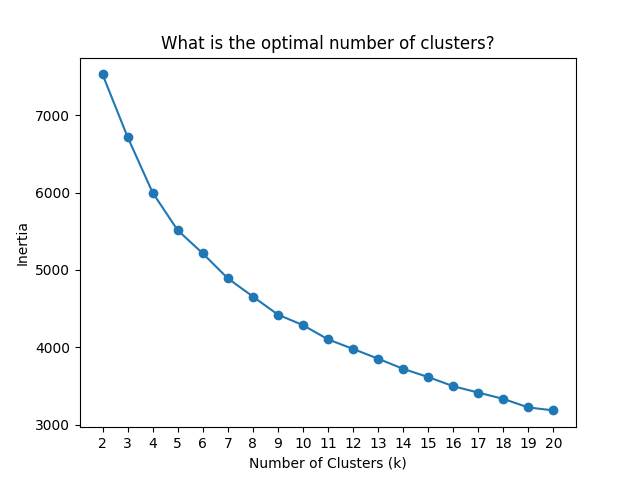 What is the optimal number of clusters?
7000
6000
5000
4000
3000
Inertia
2 3 4 5 6 7 8 9 10 11 12 13 14 15 16 17 18 19 20
Number of Clusters (k)